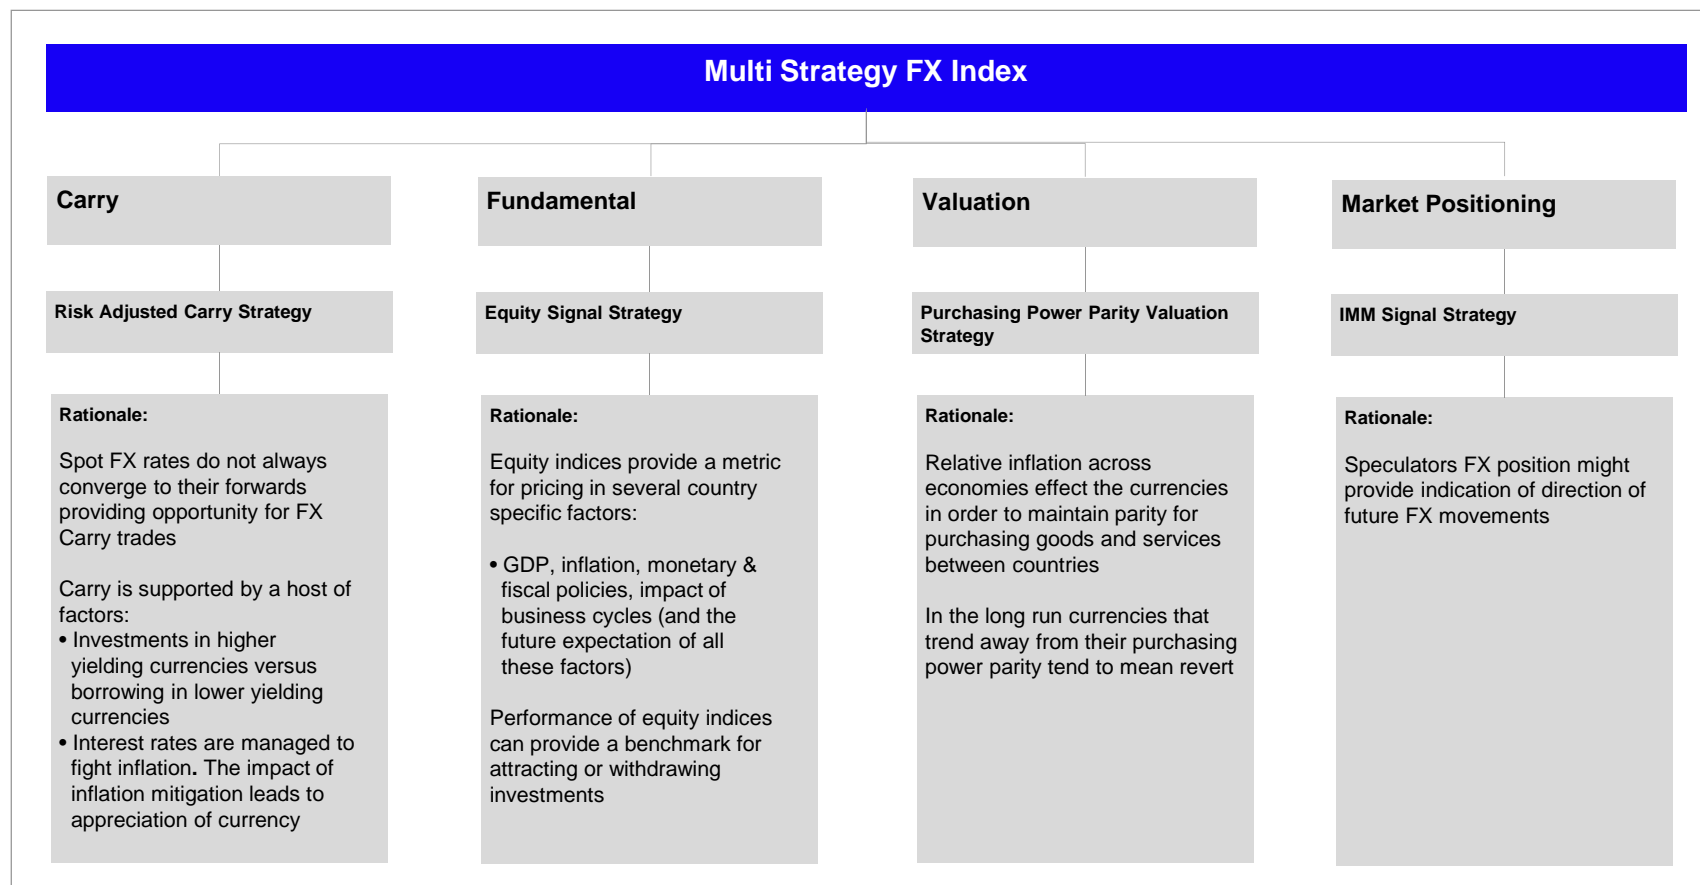 Multi Strategy FX Index
Carry
Risk Adjusted Carry Strategy
Rationale:
Spot FX rates do not always
converge to their forwards
providing opportunity for FX
Carry trades
Carry is supported by a host of
factors:
• Investments in higher
yielding currencies versus
borrowing in lower yielding
currencies
• Interest rates are managed to
fight inflation. The impact of
inflation mitigation leads to
appreciation of currency
Fundamental
Equity Signal Strategy
Rationale:
Equity indices provide a metric
for pricing in several country
specific factors:
• GDP, inflation, monetary &
fiscal policies, impact of
business cycles (and the
future expectation of all
these factors)
Performance of equity indices
can provide a benchmark for
attracting or withdrawing
investments
Valuation
Purchasing Power Parity Valuation
Strategy
Rationale:
Relative inflation across
economies effect the currencies
in order to maintain parity for
purchasing goods and services
between countries
In the long run currencies that
trend away from their purchasing
power parity tend to mean revert
Market Positioning
IMM Signal Strategy
Rationale:
Speculators FX position might
provide indication of direction of
future FX movements